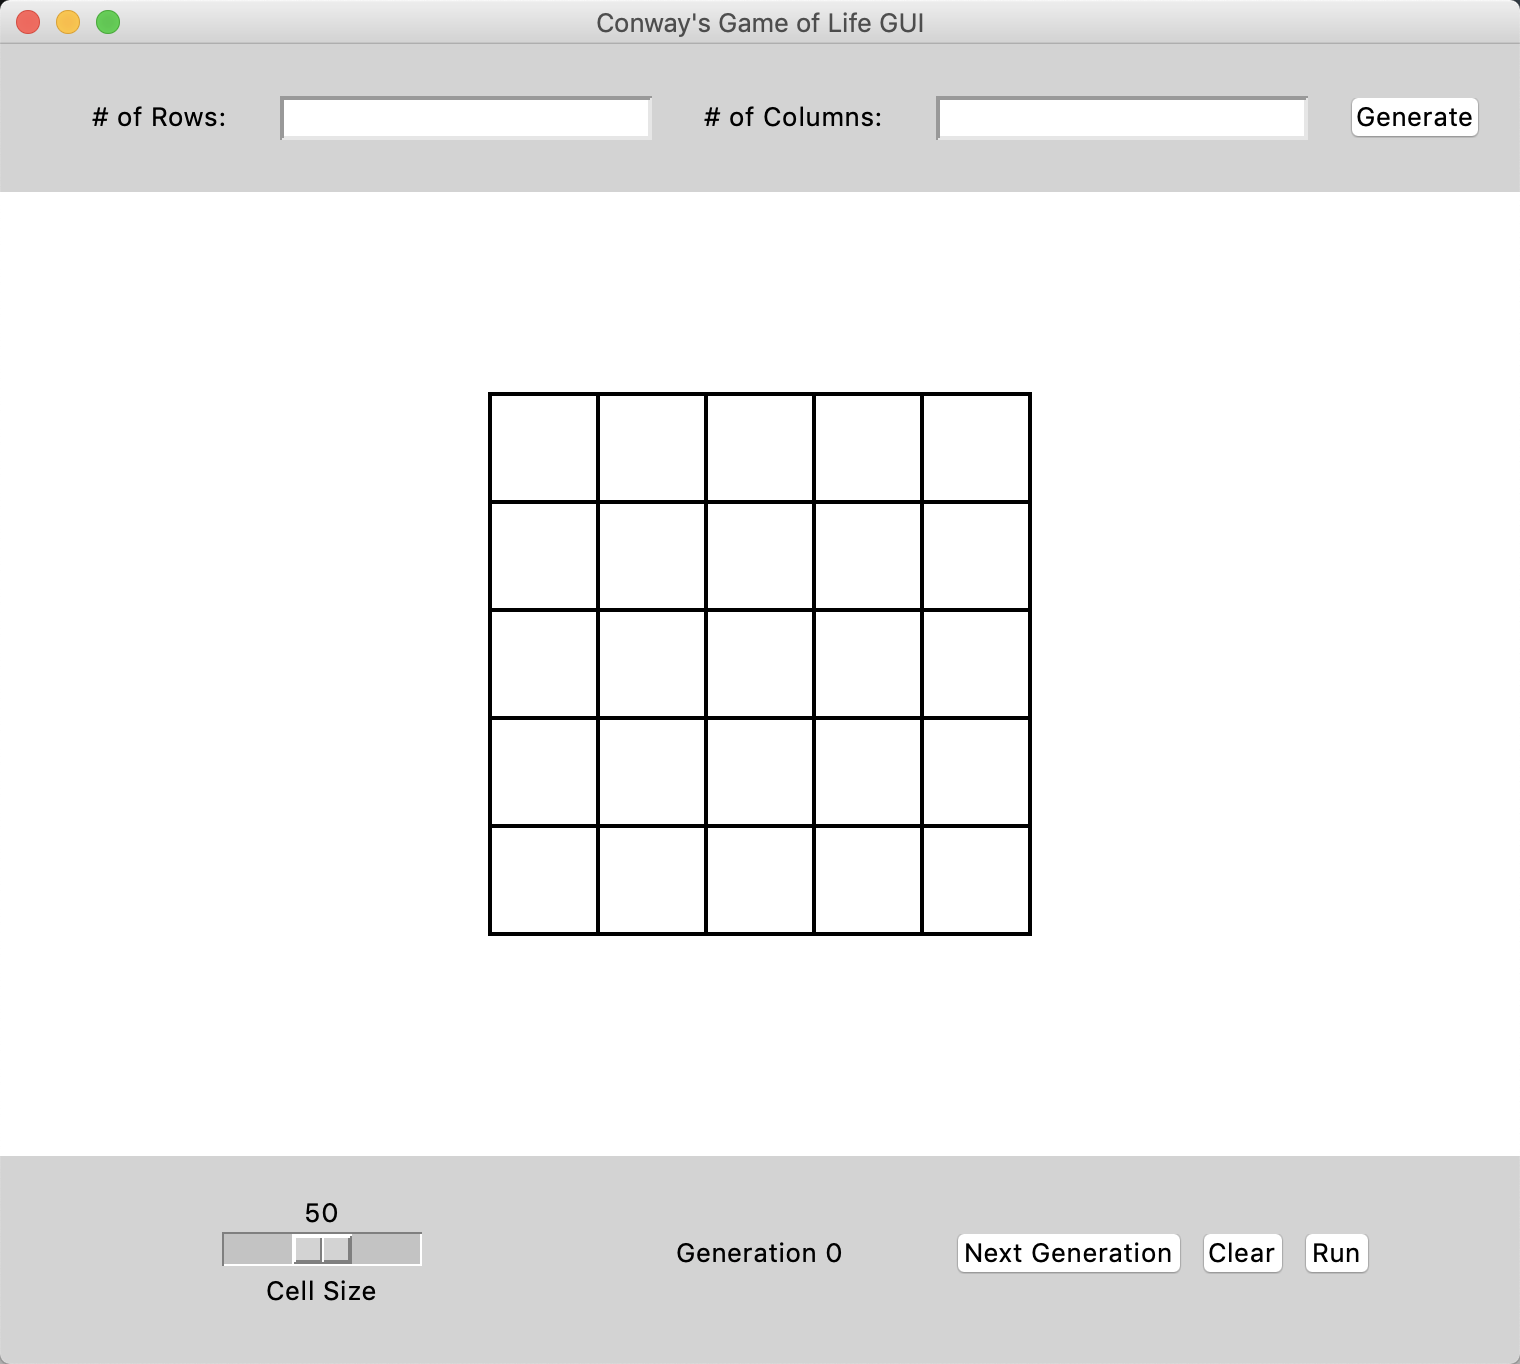 Conway's Game of Life GUI
# of Rows: # of Columns: Generate
50
Generation 0 Next Generation Clear Run
Cell Size